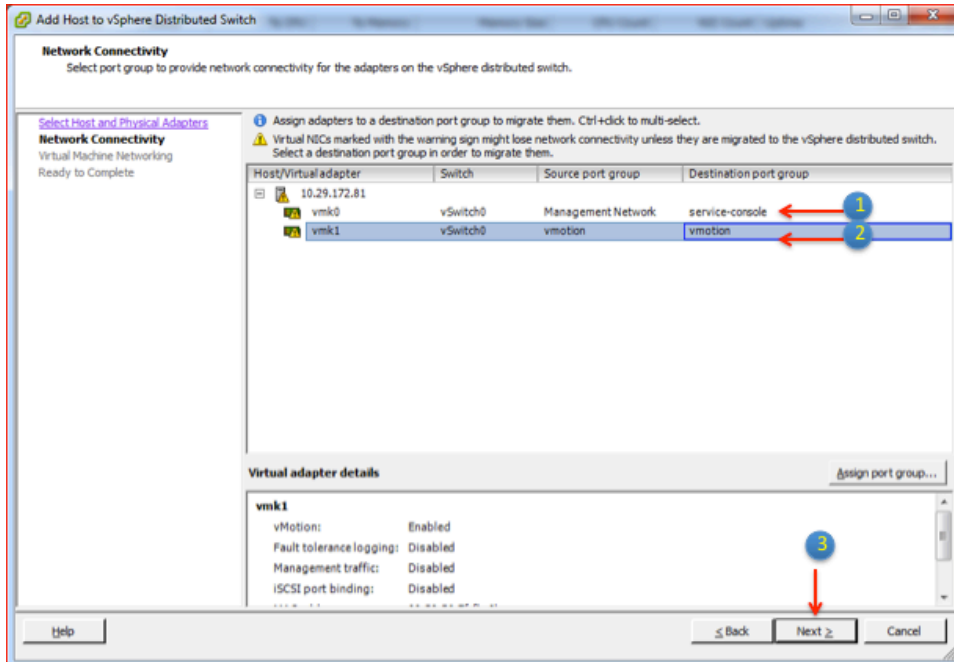 Add Host to vSphere Distributed Switch
Network Connectivity
Select port group to provide network connectivity for the adapters on the vSphere distributed switch.
Select Host and Physical Adapters
Network Connectivity
Virtual Machine Networking
Ready to Complete
Assign adapters to a destination port group to migrate them. Ctrl+click to multi-select.
Virtual NICs marked with the warning sign might lose network connectivity unless they are migrated to the vSphere distributed switch.
Select a destination port group in order to migrate them.
Host/Virtual adapter Switch Source port group Destination port group
10.29.172.81
vmk0 vSwitch0 Management Network service-console 1
vmk1 vSwitch0 vmotion vmotion 2
Virtual adapter details
Assign port group...
vmk1
vMotion: Enabled
Fault tolerance logging: Disabled
Management traffic: Disabled
iSCSI port binding: Disabled
3
Help
< Back
Next >
Cancel